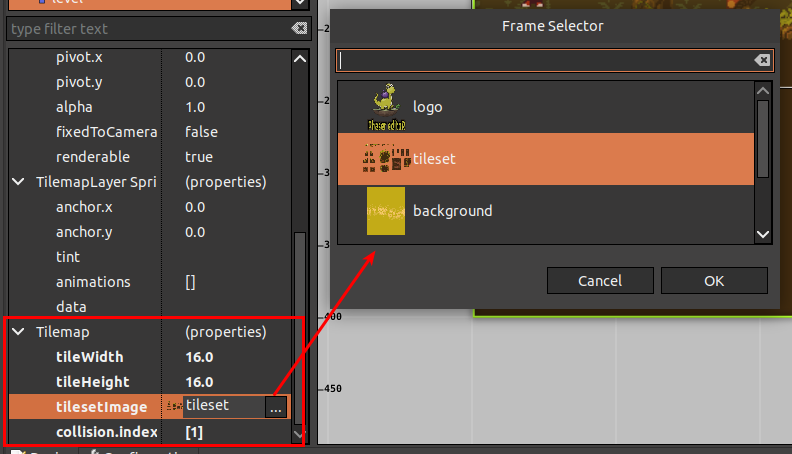 level
type filter text
pivot.x 0.0
pivot.y 0.0
alpha 1.0
fixedToCamera false
renderable true
TilemapLayer Spri (properties)
anchor.x 0.0
anchor.y 0.0
tint
animations []
data
Tilemap (properties)
tileWidth 16.0
tileHeight 16.0
tilesetImage tileset ...
collision.index [1]
Frame Selector
logo
tileset
background
Cancel OK
400
450